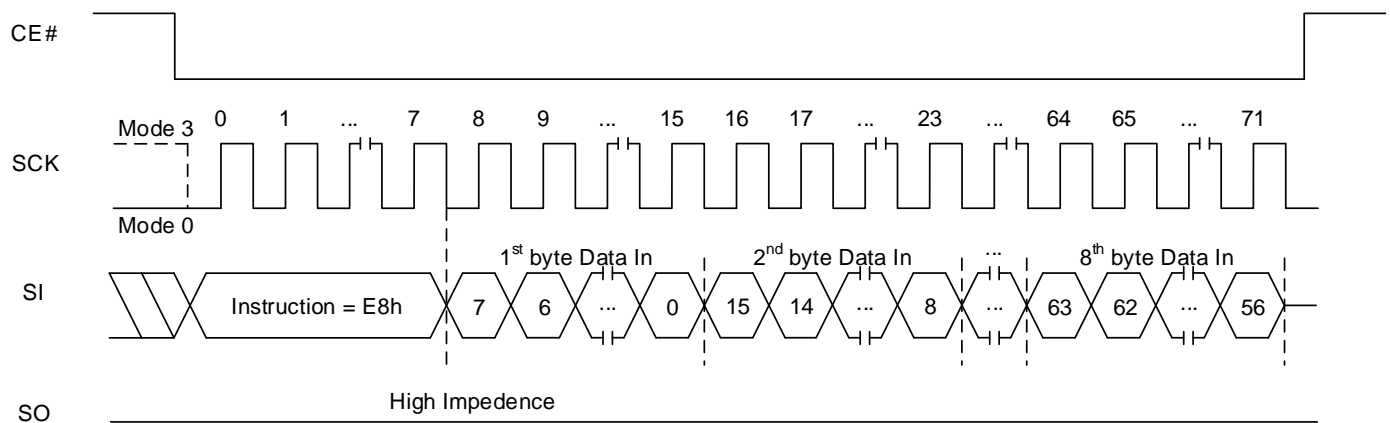 CE#
0 1 ... 7 8 9 ... 15 16 17 ... 23 ... 64 65 ... 71
Mode 3
SCK
Mode 0
1st byte Data In 2nd byte Data In ... 8th byte Data In
SI
Instruction = E8h 7 6 ... 0 15 14 ... 8 ... 63 62 ... 56
High Impedence
SO